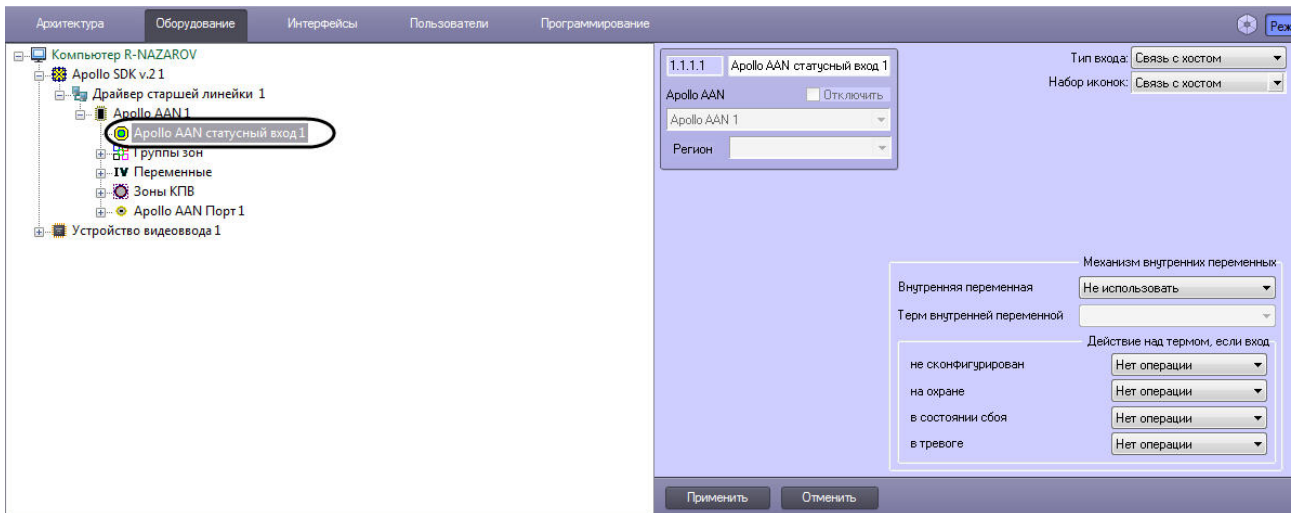 Архитектура Оборудование Интерфейсы Пользователи Программирование Реж
Компьютер R-NAZAROV
Apollo SDK v.2 1
Драйвер старшей линейки 1
Apollo AAN 1
Apollo AAN статусный вход 1
Группы зон
IV Переменные
Зоны КПВ
Apollo AAN Порт 1
Устройство видеоввода 1
1.1.1.1 Apollo AAN статусный вход 1
Apollo AAN Отключить
Apollo AAN 1
Регион
Тип входа: Связь с хостом
Набор иконок: Связь с хостом
Механизм внутренних переменных
Внутренняя переменная Не использовать
Терм внутренней переменной
Действие над термом, если вход
не сконфигурирован Нет операции
на охране Нет операции
в состоянии сбоя Нет операции
в тревоге Нет операции
Применить Отменить